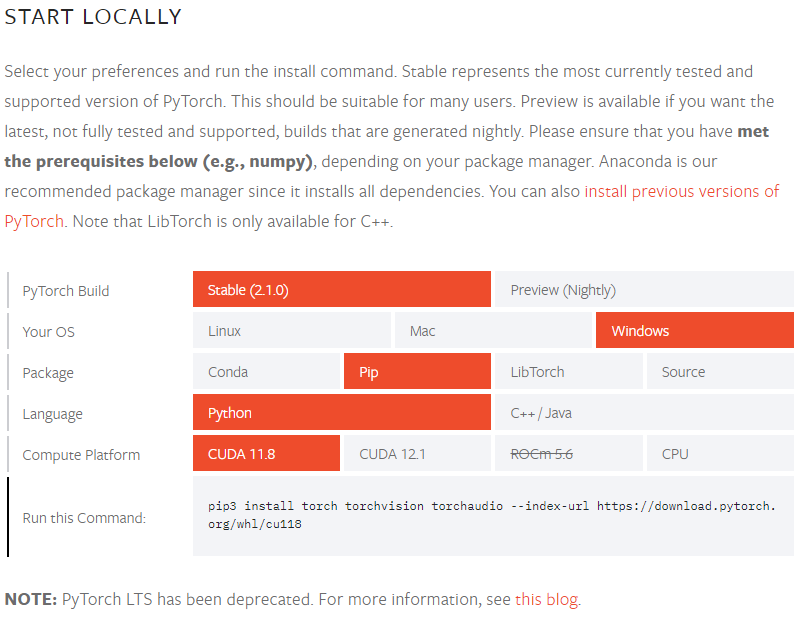 START LOCALLY
Select your preferences and run the install command. Stable represents the most currently tested and
supported version of PyTorch. This should be suitable for many users. Preview is available if you want the
latest, not fully tested and supported, builds that are generated nightly. Please ensure that you have met
the prerequisites below (e.g., numpy), depending on your package manager. Anaconda is our
recommended package manager since it installs all dependencies. You can also install previous versions of
PyTorch. Note that LibTorch is only available for C++.
PyTorch Build Stable (2.1.0) Preview (Nightly)
Your OS Linux Mac Windows
Package Conda Pip LibTorch Source
Language Python C++ / Java
Compute Platform CUDA 11.8 CUDA 12.1 ROCm 5.6 CPU
Run this Command: pip3 install torch torchvision torchaudio --index-url https://download.pytorch.
org/whl/cu118
NOTE: PyTorch LTS has been deprecated. For more information, see this blog.